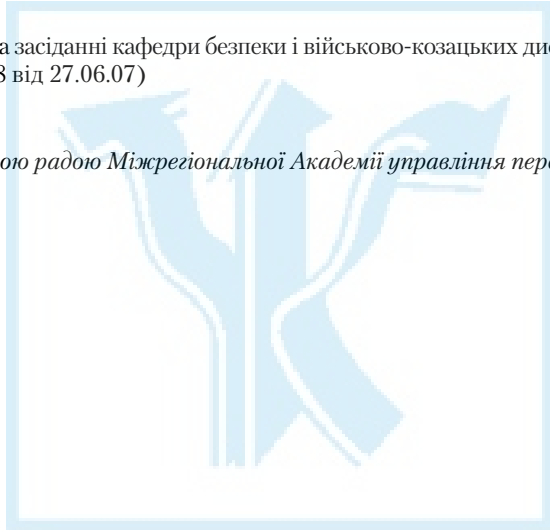 а засіданні кафедри безпеки і військово-козацьких ди
8 від 27.06.07)
ою радою Міжрегіональної Академії управління пер